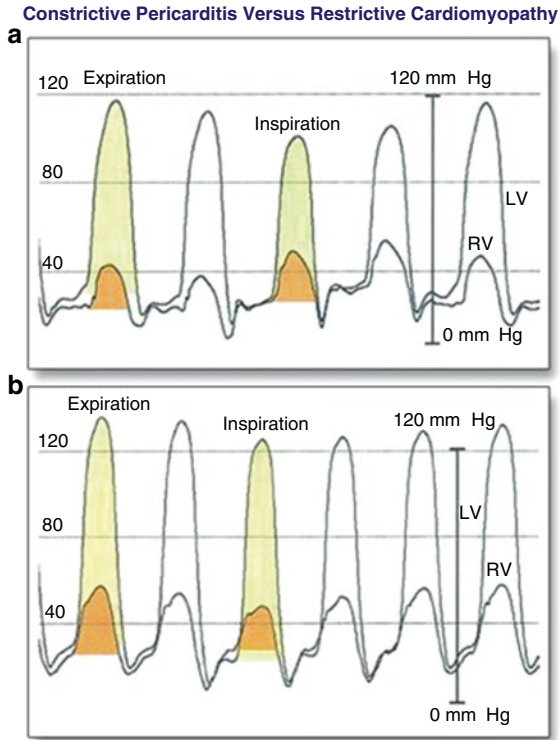 Constrictive Pericarditis Versus Restrictive Cardiomyopathy
a
120
Expiration
120 mm Hg
Inspiration
80
LV
RV
40
0 mm Hg
b
Expiration
Inspiration
120 mm Hg
120
LV
80
RV
40
0 mm Hg